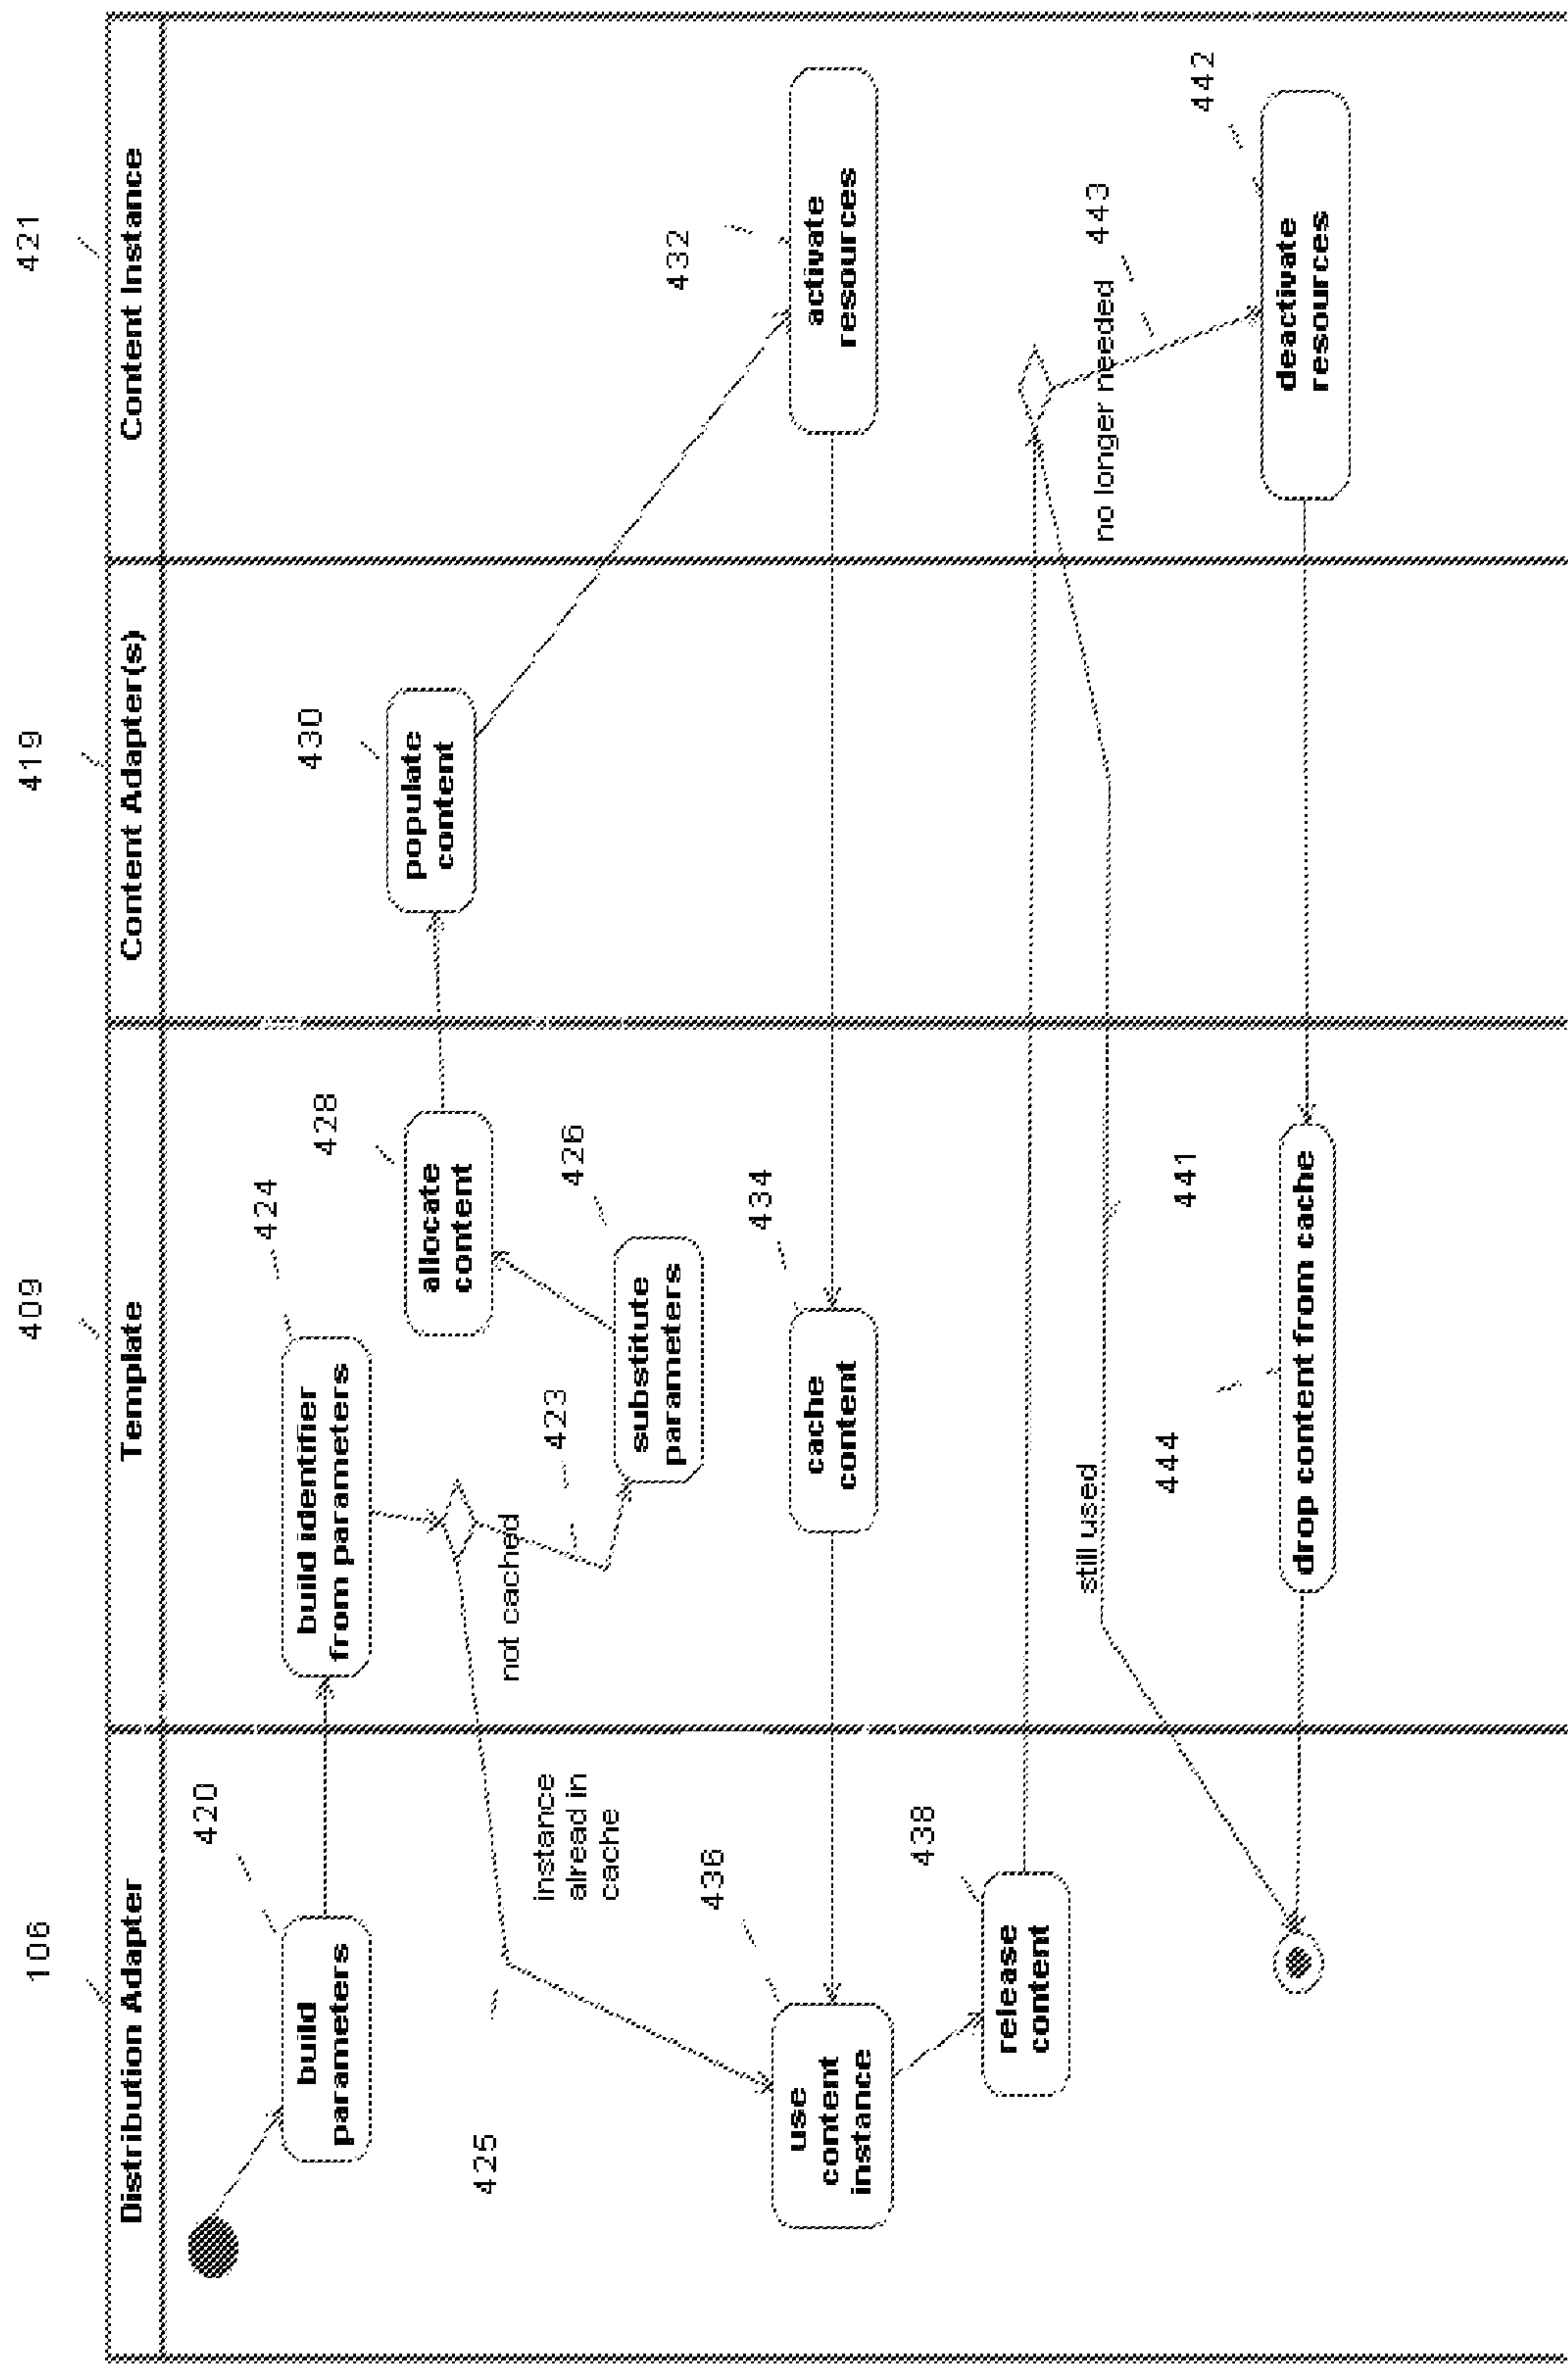 106
409
419
421
Distribution Adapter
Template
Content Adapter(s)
Content Instance
420
build
parameters
424
build identifier
from parameters
428
allocate
content
430
populate
content
not cached
423
426
substitute
parameters
425
instance
alread in
cache
432
activate
resources
434
cache
content
436
use
content
instance
438
release
content
no longer needed
443
still used
441
442
deactivate
resources
444
drop content from cache